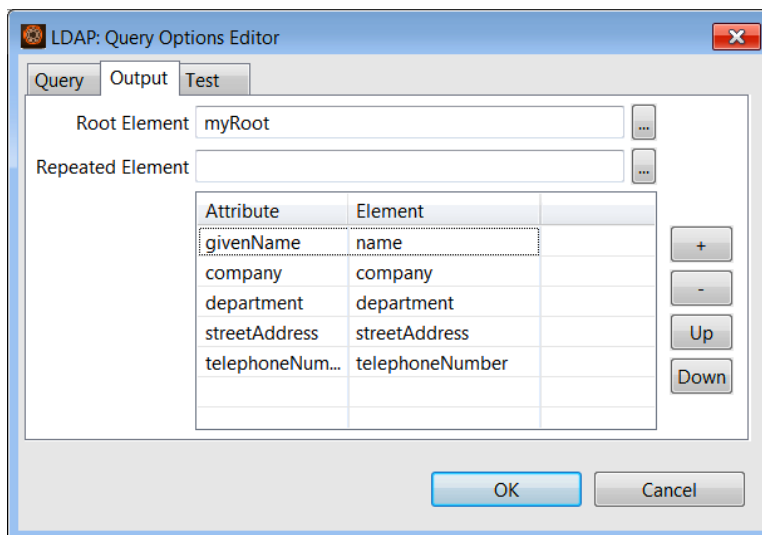 LDAP: Query Options Editor
Query Output Test
Root Element myRoot ...
Repeated Element ...
Attribute Element
givenName name
company company
department department
streetAddress streetAddress
telephoneNum... telephoneNumber
+
-
Up
Down
OK Cancel